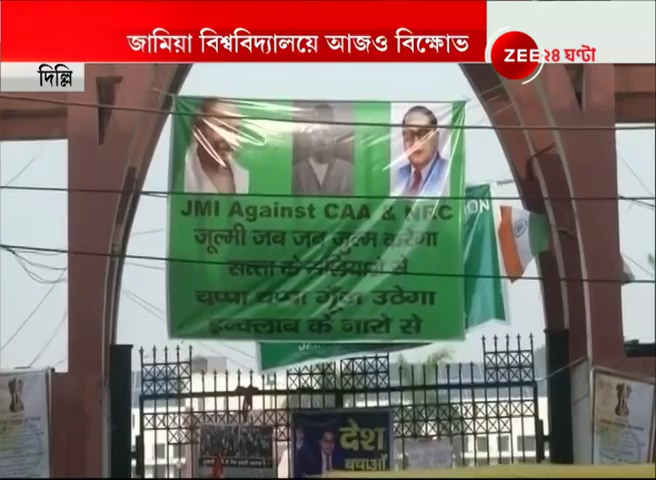 জামিয়া বিশ্ববিদ্যালয়ে আজও বিক্ষোভ
ZEE ২৪ ঘণ্টা
দিল্লি
JMI Against CAA & NRC
जूल्मी जब जब जूल्म करेगा
सत्ता के से
चप्पा चप्पा गूँज उठेगा
इन्कलाब के नारो से
ION
देश
बचाओ